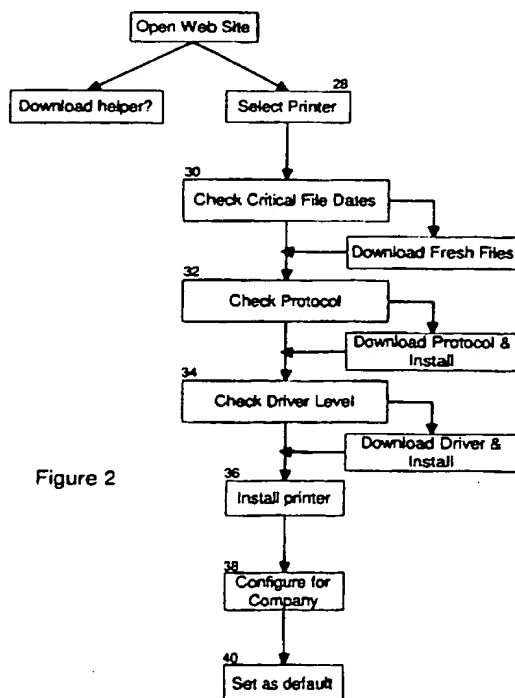 Open Web Site
Download helper?
28
Select Printer
30
Check Critical File Dates
Download Fresh Files
32
Check Protocol
Download Protocol &
Install
34
Check Driver Level
Download Driver &
Install
Figure 2
36
Install printer
38
Configure for
Company
40
Set as default